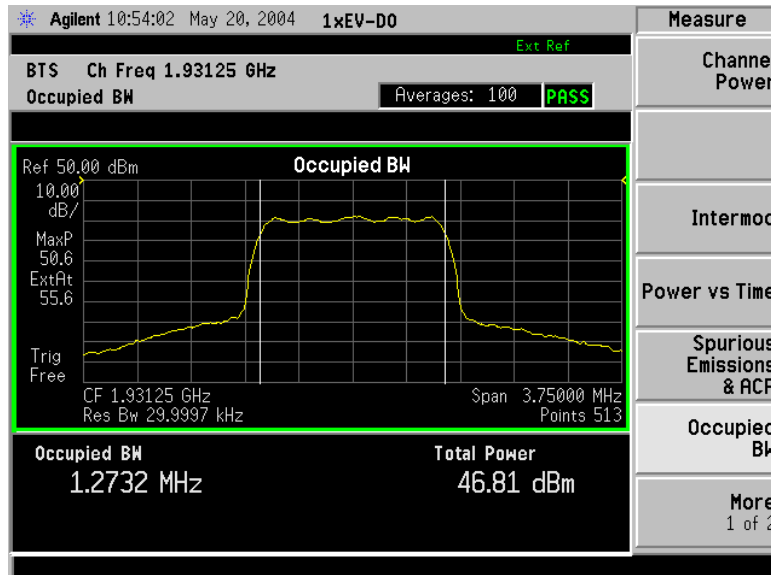 Agilent 10:54:02 May 20, 2004 1xEV-DO
Measure
Ext Ref
BTS Ch Freq 1.93125 GHz
Occupied BW
Averages: 100 PASS
Ref 50.00 dBm
Occupied BW
10.00
dB/
MaxP
50.6
ExtAt
55.6
Trig
Free
CF 1.93125 GHz
Span 3.75000 MHz
Res Bw 29.9997 kHz
Points 513
Occupied BW
Total Power
1.2732 MHz
46.81 dBm
Channe
Power
Intermod
Power vs Time
Spurious
Emissions
& ACP
Occupied
BW
More
1 of 2